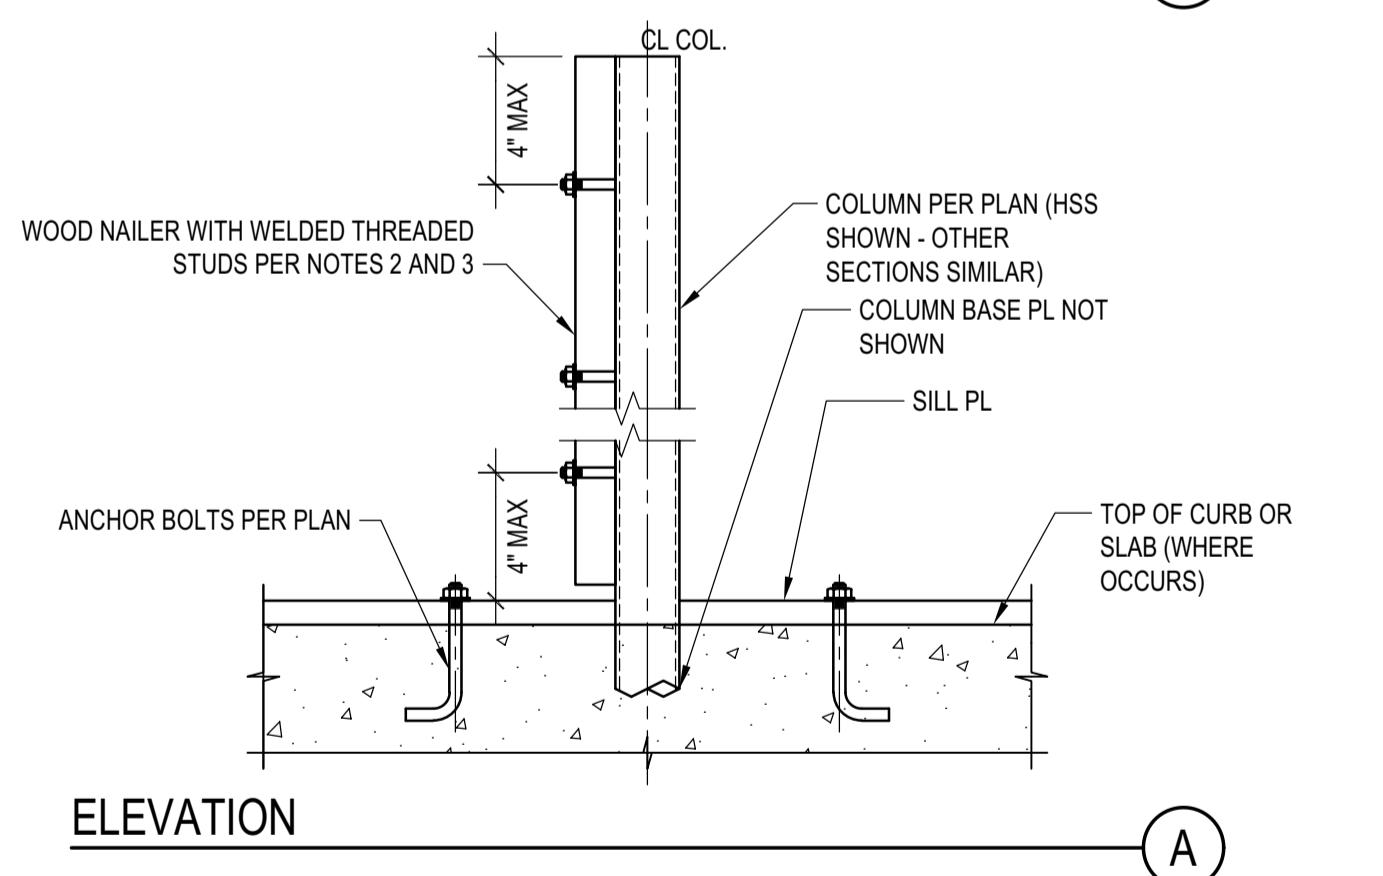 CL COL.
4" MAX
WOOD NAILER WITH WELDED THREADED
STUDS PER NOTES 2 AND 3
COLUMN PER PLAN (HSS
SHOWN - OTHER
SECTIONS SIMILAR)
COLUMN BASE PL NOT
SHOWN
SILL PL
4" MAX
ANCHOR BOLTS PER PLAN
TOP OF CURB OR
SLAB (WHERE
OCCURS)
ELEVATION
A